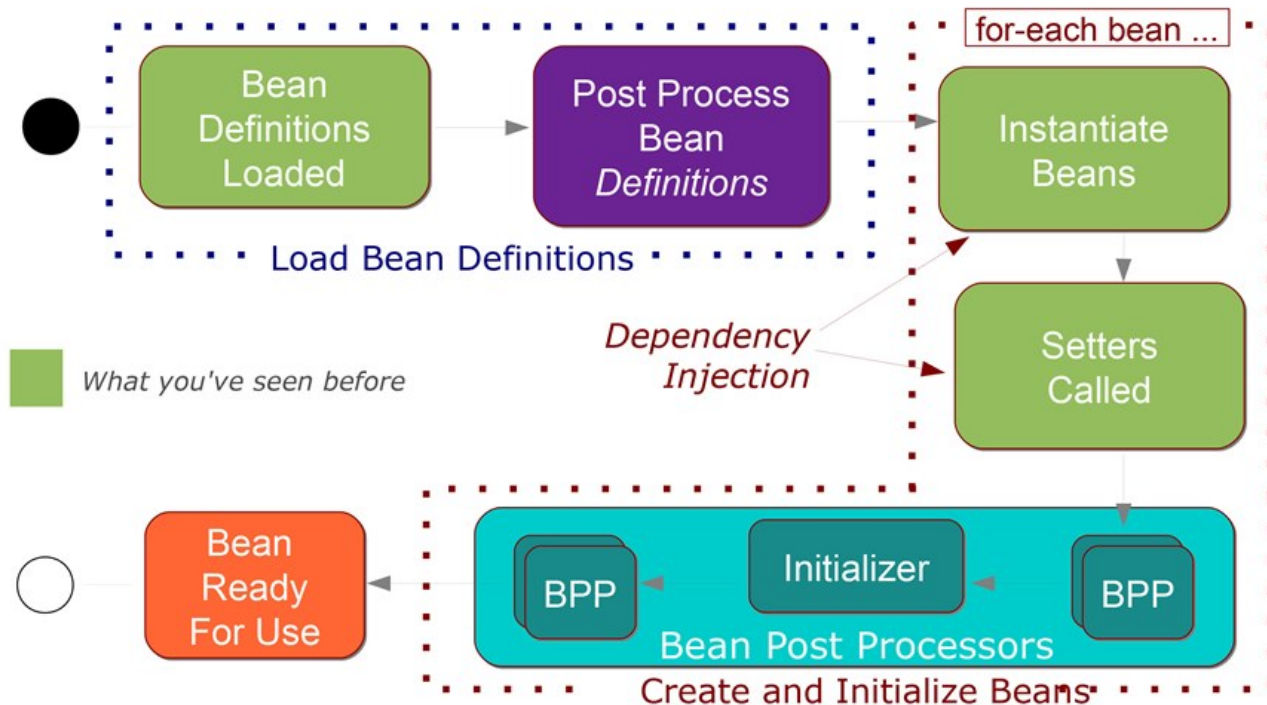 for-each bean ...
Bean
Definitions
Loaded
Post Process
Bean
Definitions
Instantiate
Beans
Load Bean Definitions
Dependency
Injection
Setters
Called
What you've seen before
Bean
Ready
For Use
BPP
Initializer
BPP
Bean Post Processors
Create and Initialize Beans